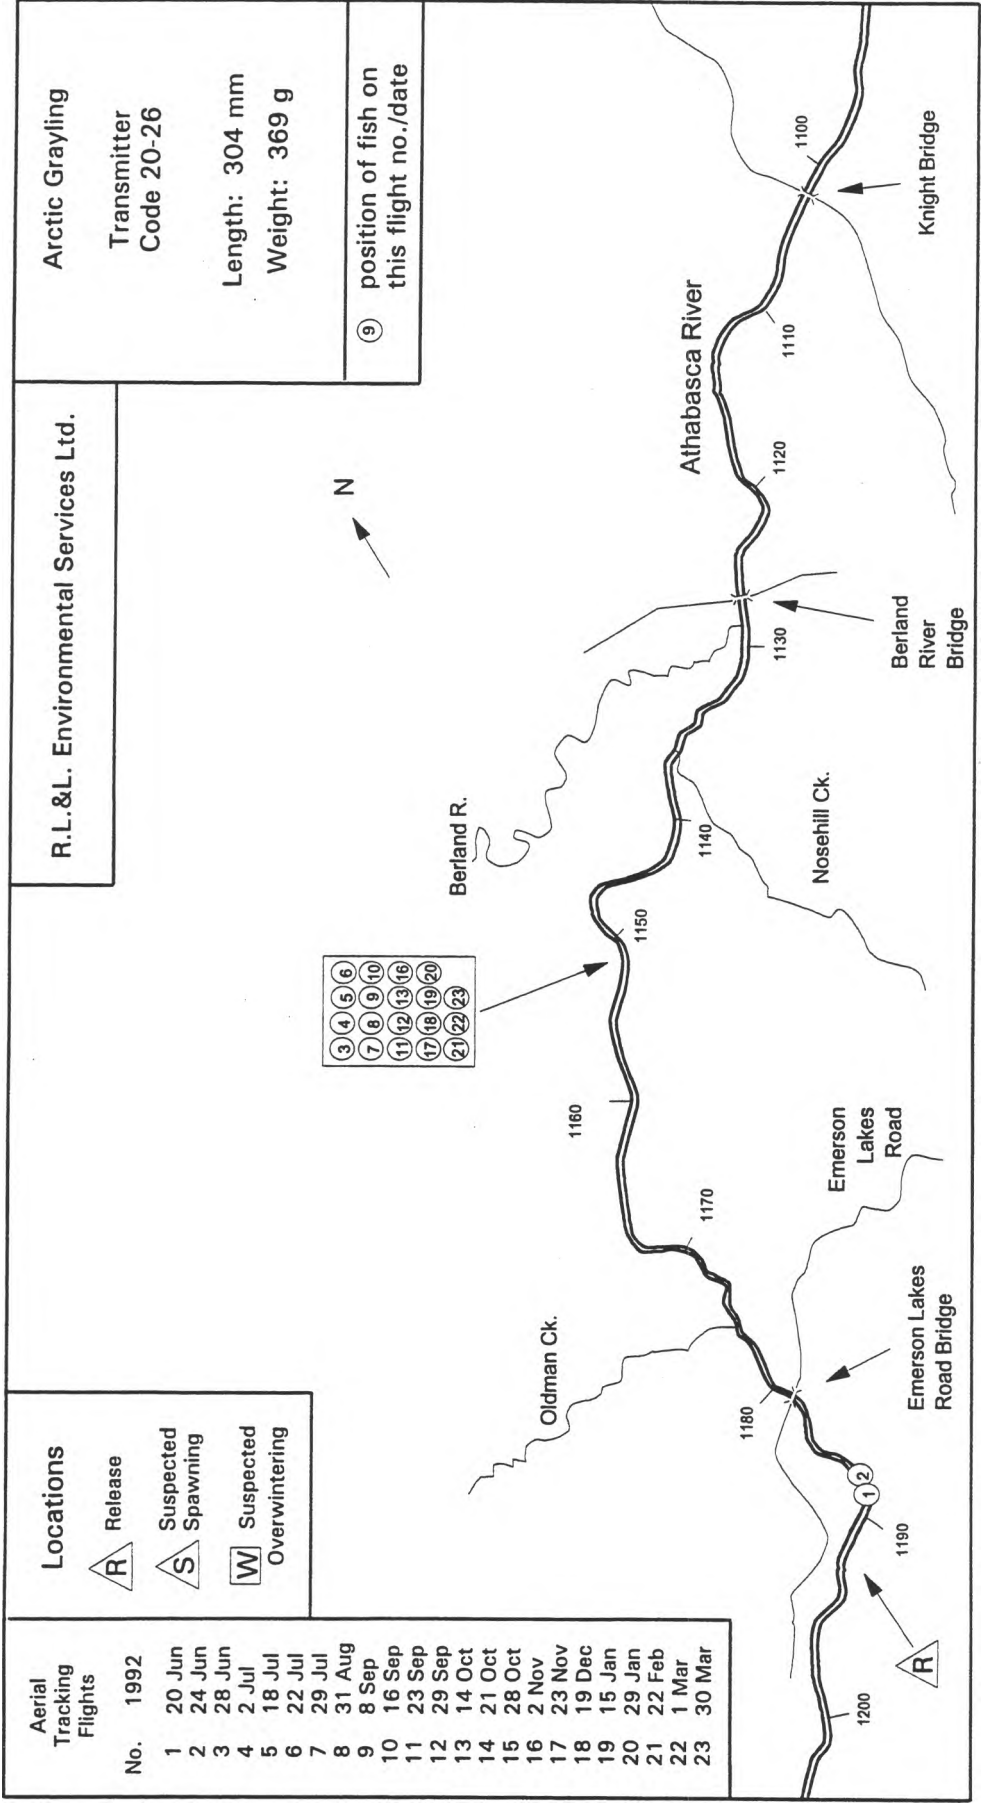 Aerial
Tracking
Flights
No. 1992
1 20 Jun
2 24 Jun
3 28 Jun
4 2 Jul
5 18 Jul
6 22 Jul
7 29 Jul
8 31 Aug
9 8 Sep
10 16 Sep
11 23 Sep
12 29 Sep
13 14 Oct
14 21 Oct
15 28 Oct
16 2 Nov
17 23 Nov
18 19 Dec
19 15 Jan
20 29 Jan
21 22 Feb
22 1 Mar
23 30 Mar
Locations
R Release
S Suspected
Spawning
W Suspected
Overwintering
R.L.&L. Environmental Services Ltd.
Arctic Grayling
Transmitter
Code 20-26
Length: 304 mm
Weight: 369 g
9 position of fish on
this flight no./date
N
3 4 5 6
7 8 9 10
11 12 13 16
17 18 19 20
21 22 23
Berland R.
Athabasca River
Oldman Ck.
1200
1190
1180
1170
1160
1150
1140
1130
1120
1110
1100
1
2
R
Emerson Lakes
Road Bridge
Emerson
Lakes
Road
Nosehill Ck.
Berland
River
Bridge
Knight Bridge